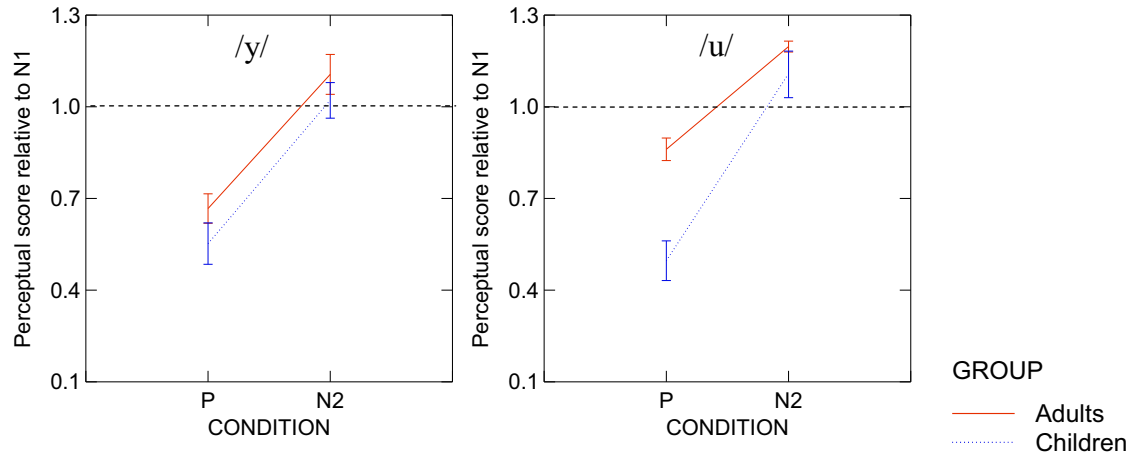 Perceptual score relative to N1
1.3
1.0
0.7
0.4
0.1
/y/
P N2
CONDITION
Perceptual score relative to N1
1.3
1.0
0.7
0.4
0.1
/u/
P N2
CONDITION
GROUP
Adults
Children